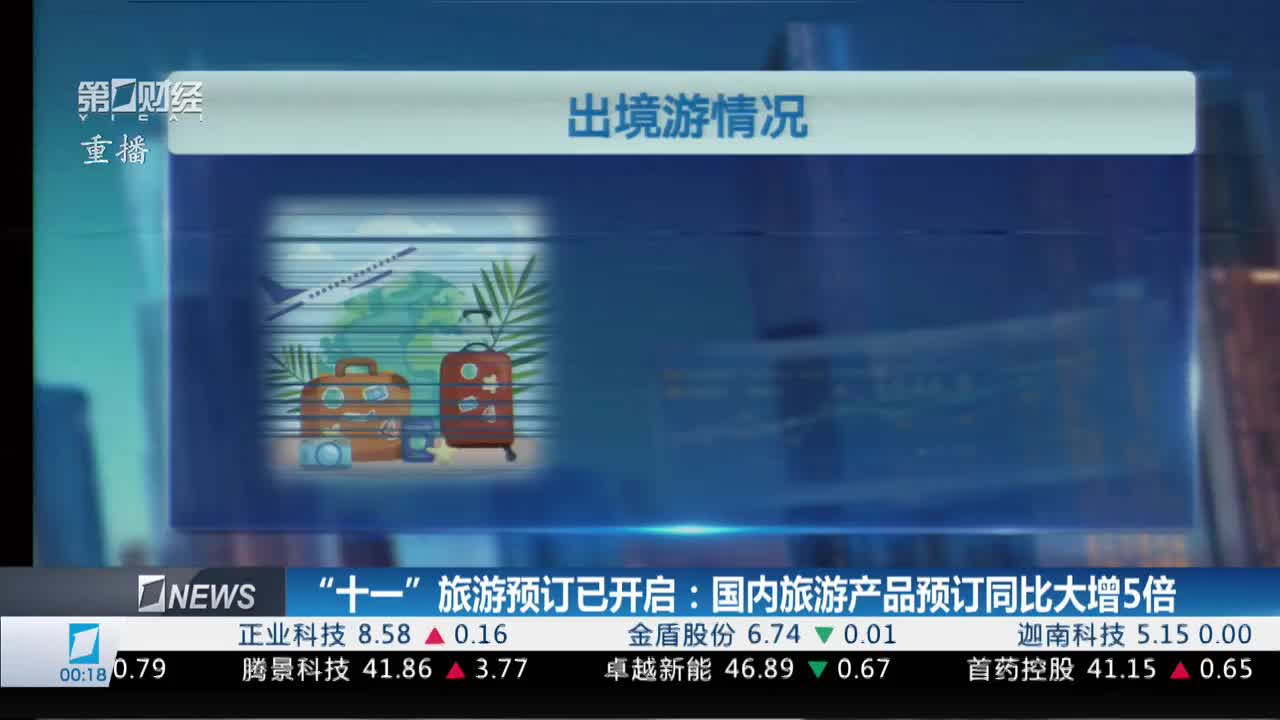 第一财经
YICAI
重播
出境游情况
NEWS
“十一”旅游预订已开启：国内旅游产品预订同比大增5倍
正业科技 8.58 ▲ 0.16 金盾股份 6.74 ▼ 0.01 迦南科技 5.15 0.00
00:18
0.79 腾景科技 41.86 ▲ 3.77 卓越新能 46.89 ▼ 0.67 首药控股 41.15 ▲ 0.65